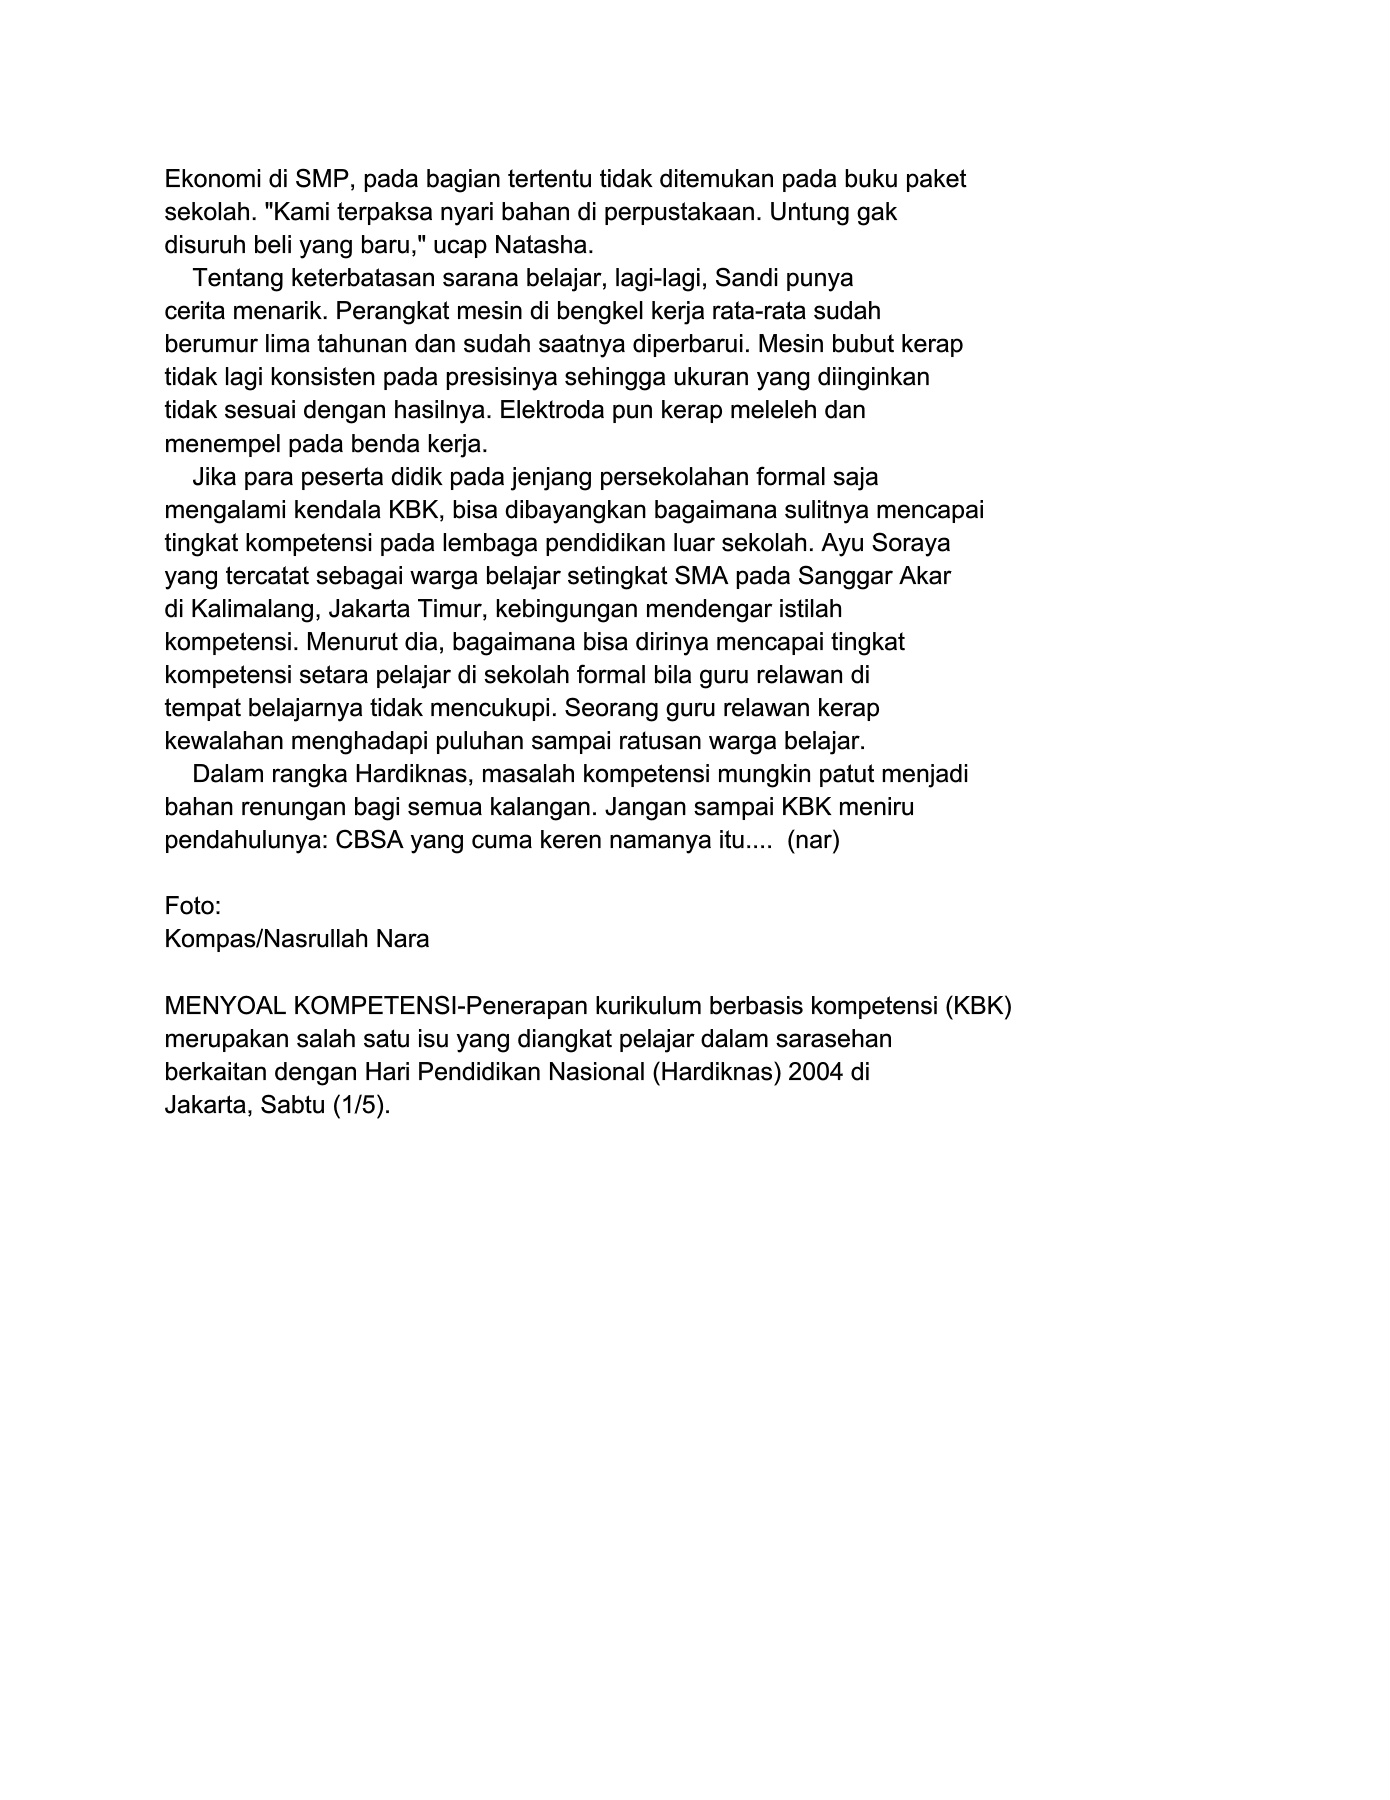 Ekonomi di SMP, pada bagian tertentu tidak ditemukan pada buku paket
sekolah. "Kami terpaksa nyari bahan di perpustakaan. Untung gak
disuruh beli yang baru," ucap Natasha.
Tentang keterbatasan sarana belajar, lagi-lagi, Sandi punya
cerita menarik. Perangkat mesin di bengkel kerja rata-rata sudah
berumur lima tahunan dan sudah saatnya diperbarui. Mesin bubut kerap
tidak lagi konsisten pada presisinya sehingga ukuran yang diinginkan
tidak sesuai dengan hasilnya. Elektroda pun kerap meleleh dan
menempel pada benda kerja.
Jika para peserta didik pada jenjang persekolahan formal saja
mengalami kendala KBK, bisa dibayangkan bagaimana sulitnya mencapai
tingkat kompetensi pada lembaga pendidikan luar sekolah. Ayu Soraya
yang tercatat sebagai warga belajar setingkat SMA pada Sanggar Akar
di Kalimalang, Jakarta Timur, kebingungan mendengar istilah
kompetensi. Menurut dia, bagaimana bisa dirinya mencapai tingkat
kompetensi setara pelajar di sekolah formal bila guru relawan di
tempat belajarnya tidak mencukupi. Seorang guru relawan kerap
kewalahan menghadapi puluhan sampai ratusan warga belajar.
Dalam rangka Hardiknas, masalah kompetensi mungkin patut menjadi
bahan renungan bagi semua kalangan. Jangan sampai KBK meniru
pendahulunya: CBSA yang cuma keren namanya itu....  (nar)
Foto:
Kompas/Nasrullah Nara
MENYOAL KOMPETENSI-Penerapan kurikulum berbasis kompetensi (KBK)
merupakan salah satu isu yang diangkat pelajar dalam sarasehan
berkaitan dengan Hari Pendidikan Nasional (Hardiknas) 2004 di
Jakarta, Sabtu (1/5).